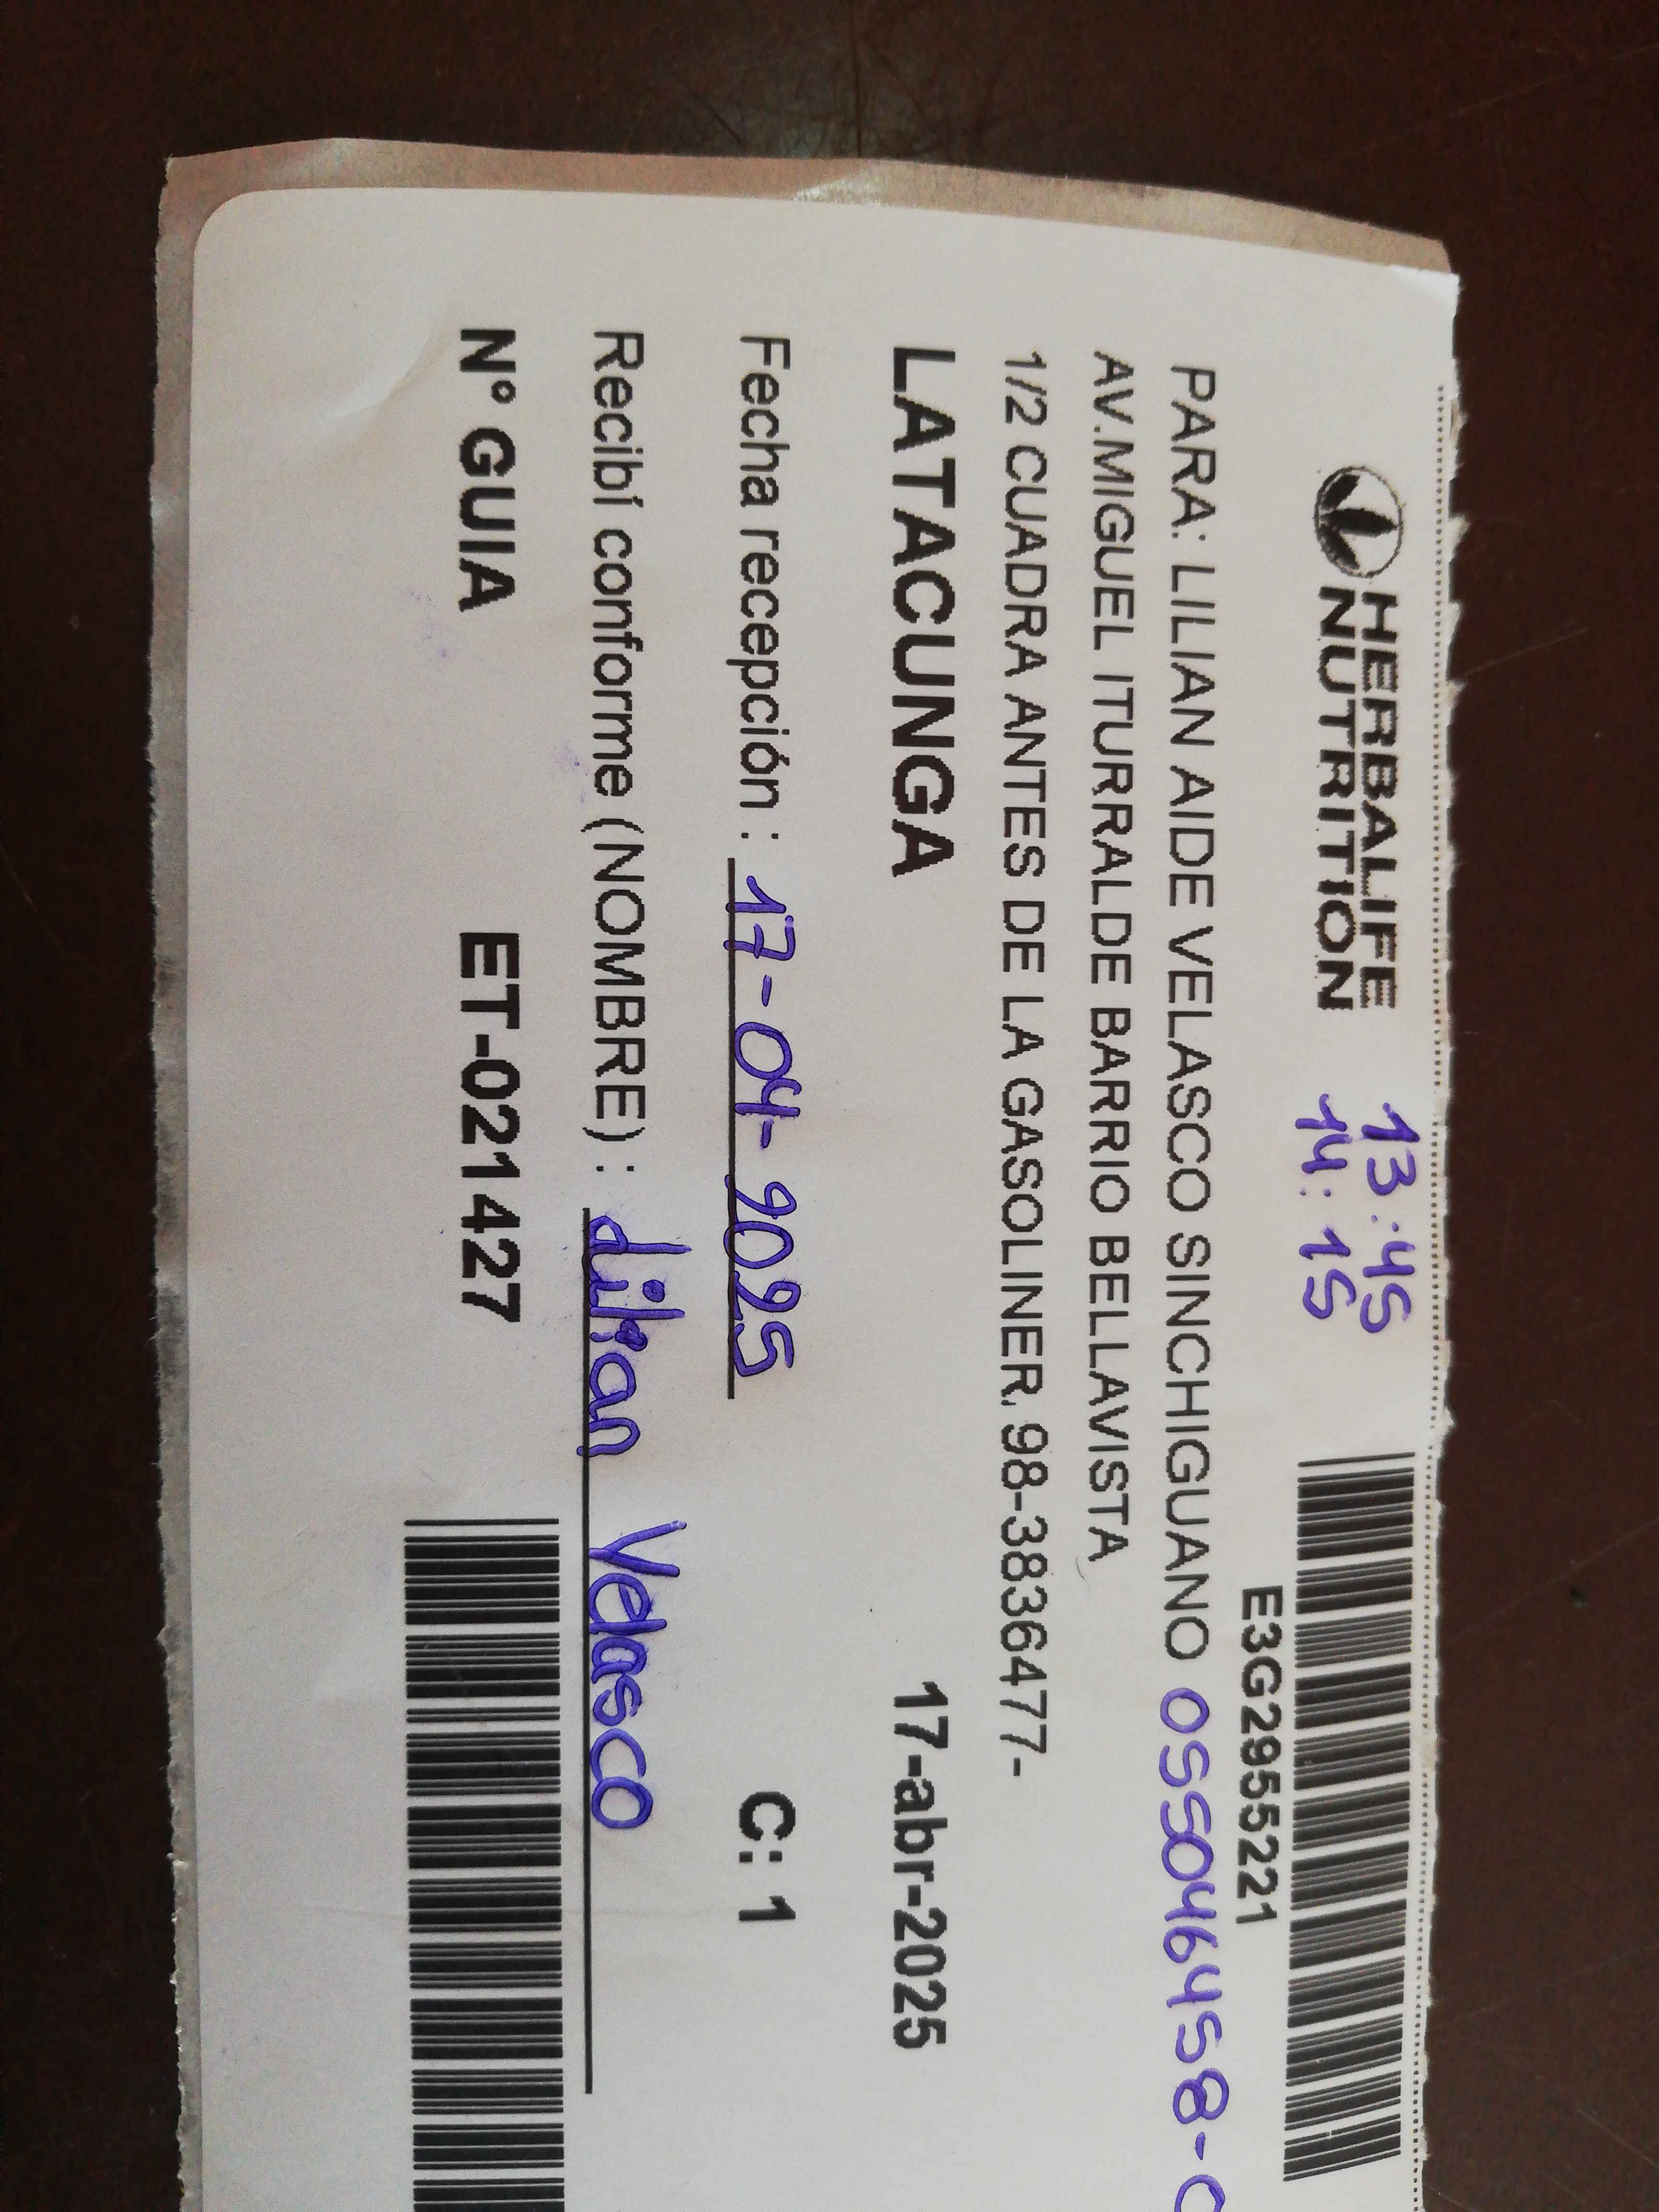 HERBALIFE
NUTRITION
13:45
14:15
E3G2955221
PARA: LILIAN AIDE VELASCO SINCHIGUANO 055046458-0
AV.MIGUEL ITURRALDE BARRIO BELLAVISTA
1/2 CUADRA ANTES DE LA GASOLINER. 98-3836477-
LATACUNGA 17-abr-2025
Fecha recepción : 17-04-2025 C: 1
Recibí conforme (NOMBRE) : Lilian Velasco
N° GUIA ET-021427